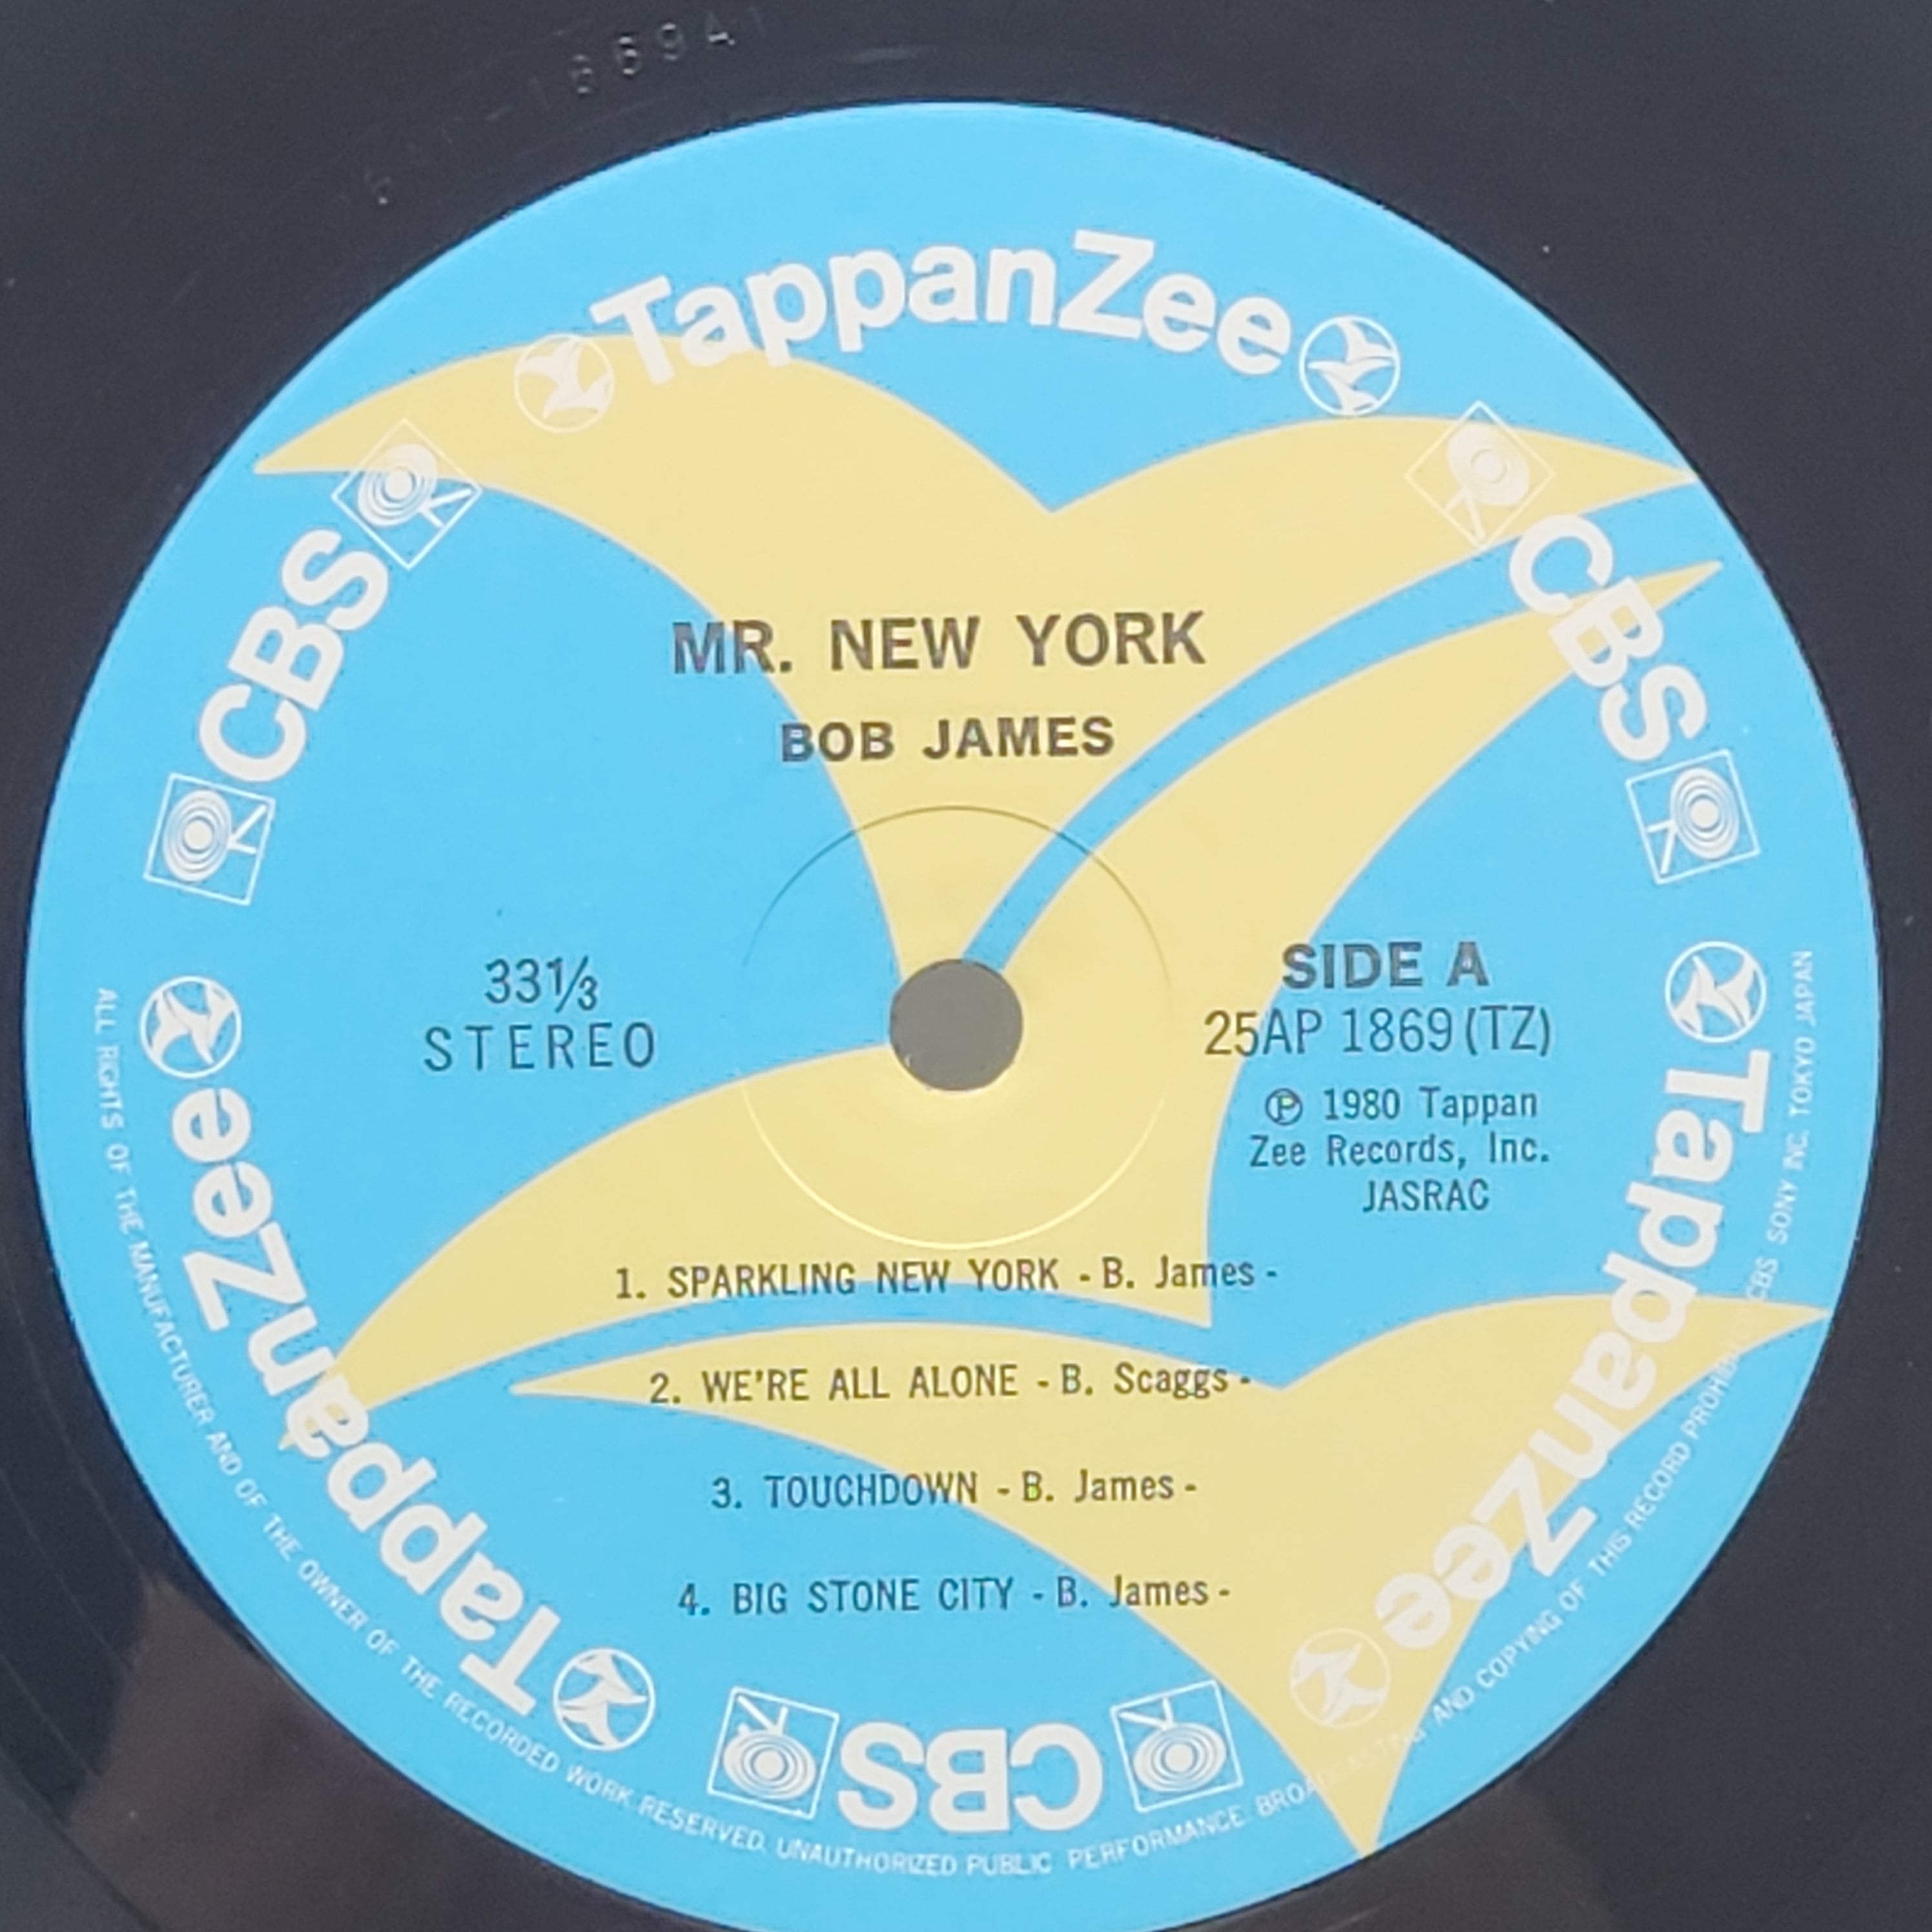 TappanZee
CBS
CBS
MR. NEW YORK
BOB JAMES
33⅓
STEREO
SIDE A
25AP 1869 (TZ)
Ⓟ 1980 Tappan
Zee Records, Inc.
JASRAC
1. SPARKLING NEW YORK - B. James -
2. WE'RE ALL ALONE - B. Scaggs -
3. TOUCHDOWN - B. James -
4. BIG STONE CITY - B. James -
TappanZee
TappanZee
CBS
ALL RIGHTS OF THE MANUFACTURER AND OF THE OWNER OF THE RECORDED WORK RESERVED. UNAUTHORIZED PUBLIC PERFORMANCE BROADCASTING AND COPYING OF THIS RECORD PROHIBITED CBS SONY INC. TOKYO JAPAN